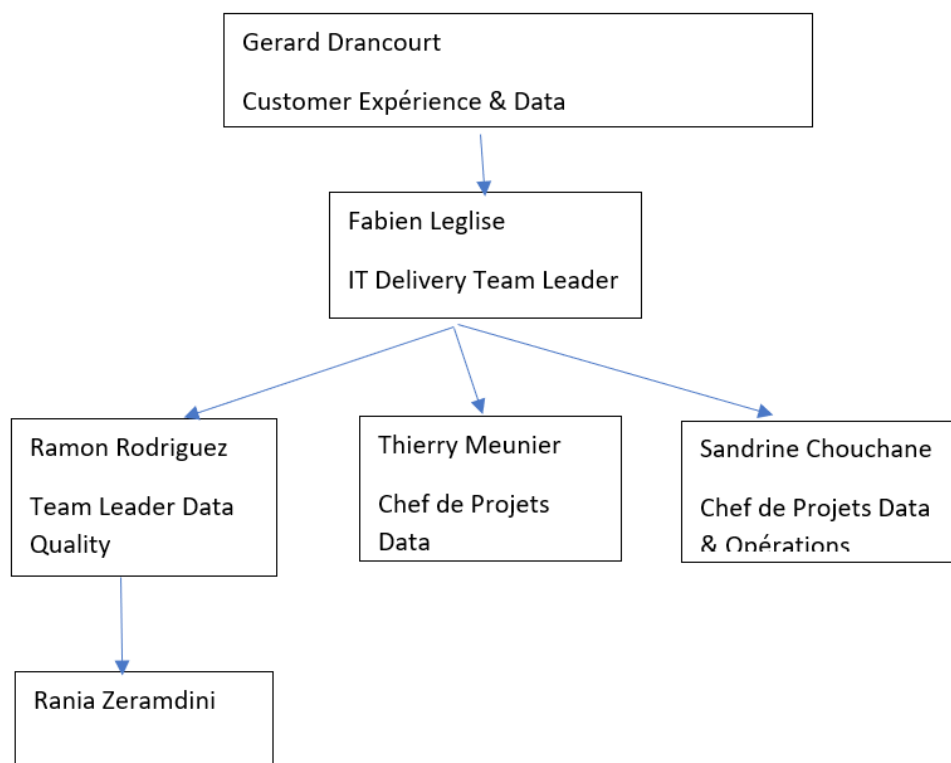 Gerard Drancourt
Customer Expérience & Data
Fabien Leglise
IT Delivery Team Leader
Ramon Rodriguez
Team Leader Data
Quality
Thierry Meunier
Chef de Projets
Data
Sandrine Chouchane
Chef de Projets Data
& Opérations
Rania Zeramdini